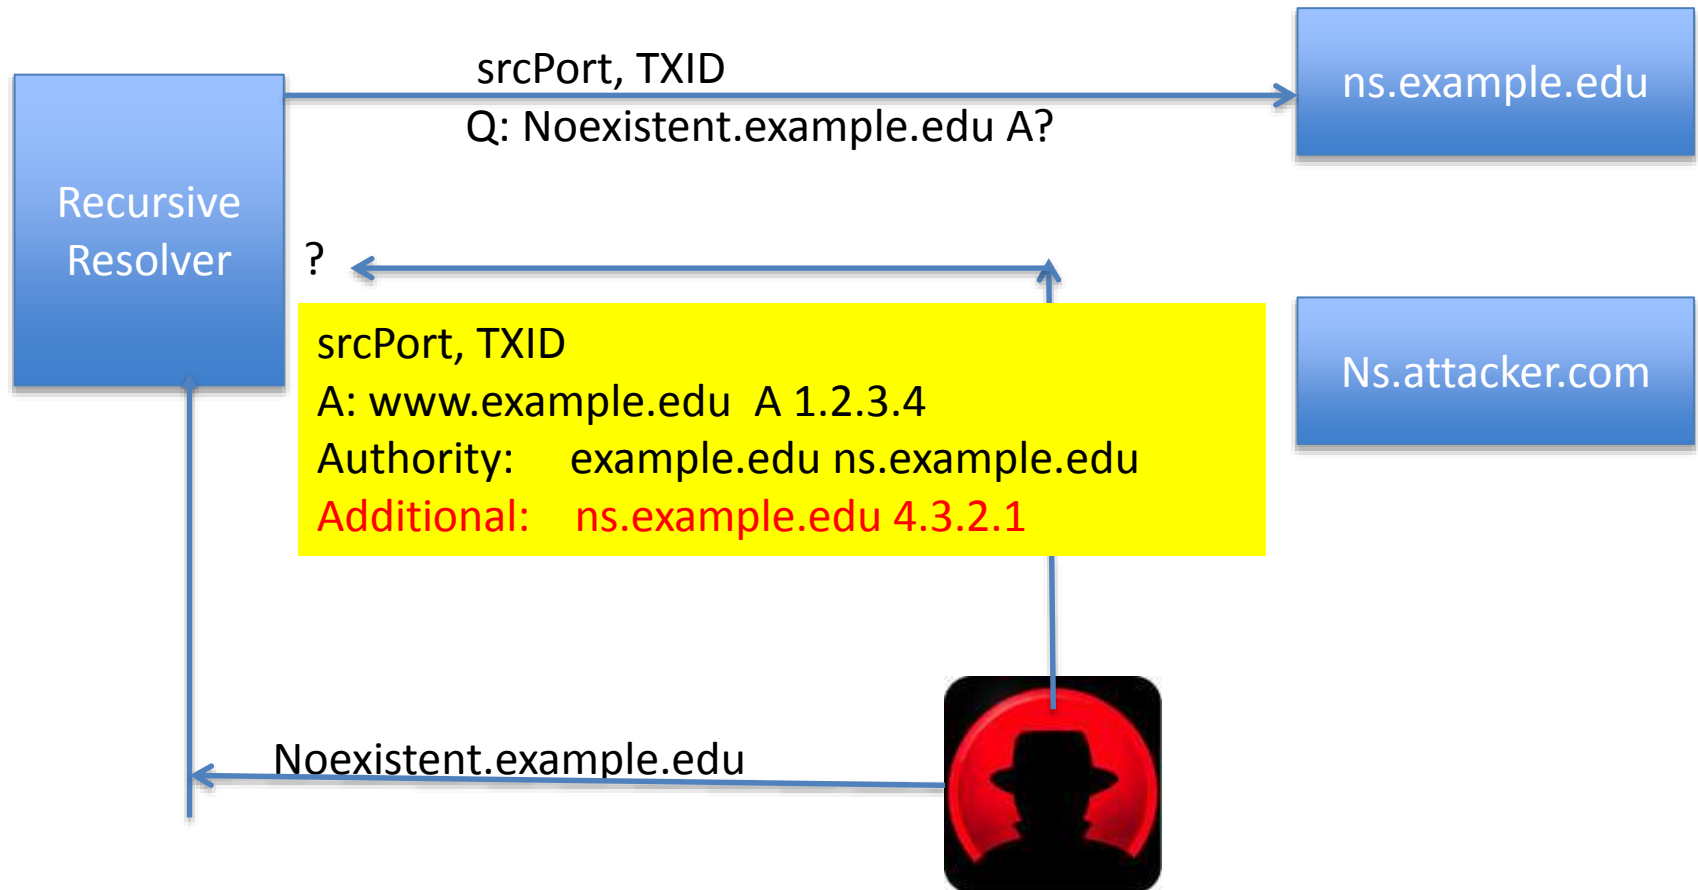 srcPort, TXID
Q: Noexistent.example.edu A?
ns.example.edu
Recursive
Resolver
?
srcPort, TXID
A: www.example.edu A 1.2.3.4
Authority: example.edu ns.example.edu
Additional: ns.example.edu 4.3.2.1
Ns.attacker.com
Noexistent.example.edu